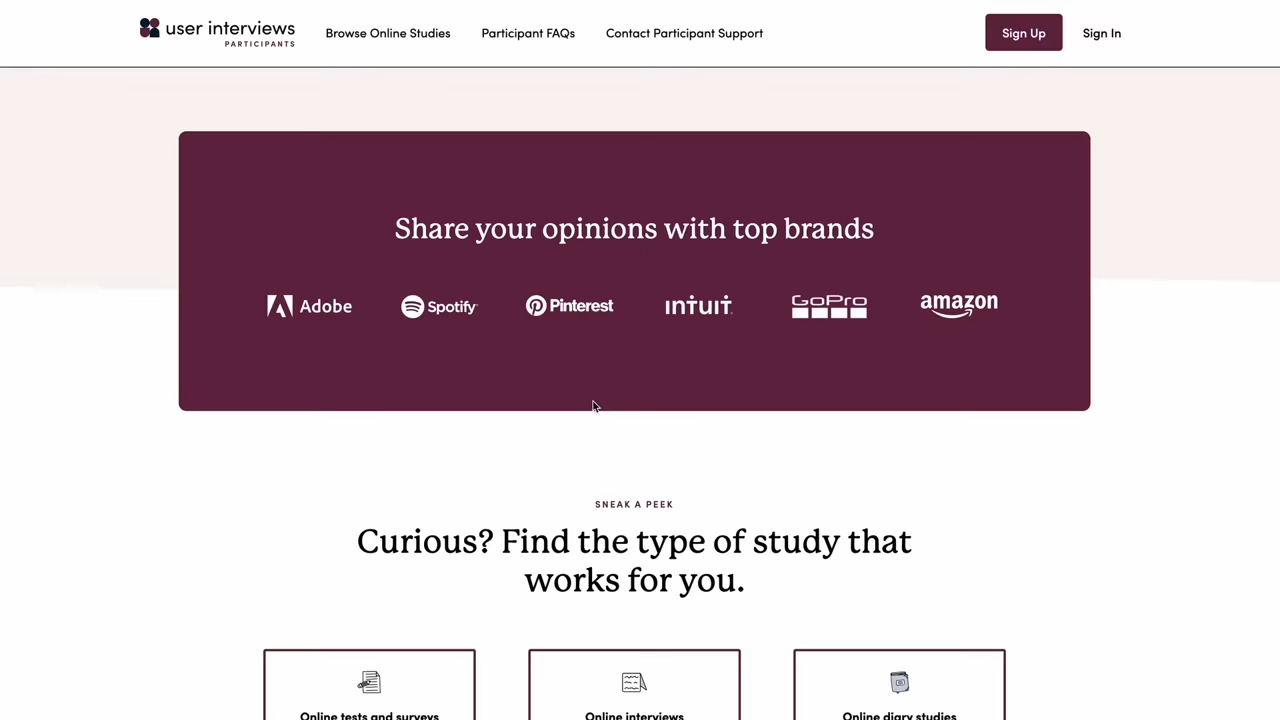 user interviews
PARTICIPANTS
Browse Online Studies
Participant FAQs
Contact Participant Support
Sign Up
Sign In
Share your opinions with top brands
Adobe
Spotify
Pinterest
intuit
GoPro
amazon
SNEAK A PEEK
Curious? Find the type of study that
works for you.
Online tests and surveys
Online interviews
Online diary studies